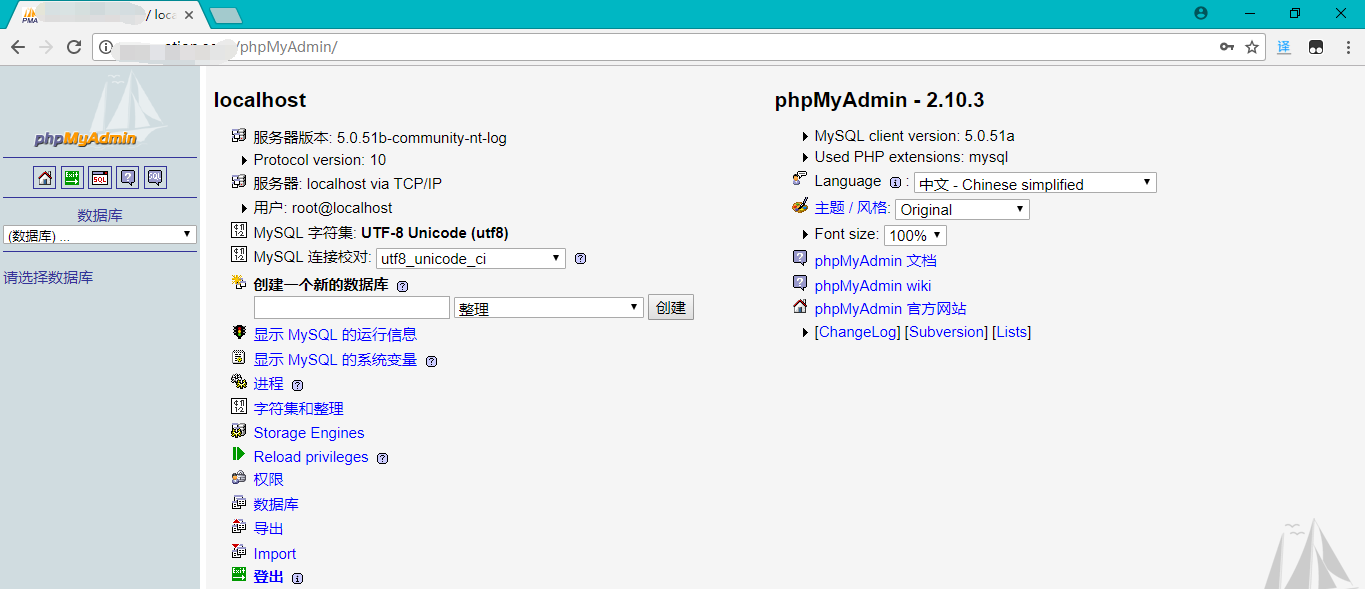 PMA
/ loca
/phpMyAdmin/
译
phpMyAdmin
EXIT
SQL
?
SQL
数据库
(数据库) ...
请选择数据库
localhost
服务器版本: 5.0.51b-community-nt-log
Protocol version: 10
服务器: localhost via TCP/IP
用户: root@localhost
MySQL 字符集: UTF-8 Unicode (utf8)
MySQL 连接校对: utf8_unicode_ci
创建一个新的数据库
整理 创建
显示 MySQL 的运行信息
显示 MySQL 的系统变量
进程
字符集和整理
Storage Engines
Reload privileges
权限
数据库
导出
Import
登出
phpMyAdmin - 2.10.3
MySQL client version: 5.0.51a
Used PHP extensions: mysql
Language : 中文 - Chinese simplified
主题 / 风格: Original
Font size: 100%
phpMyAdmin 文档
phpMyAdmin wiki
phpMyAdmin 官方网站
[ChangeLog] [Subversion] [Lists]